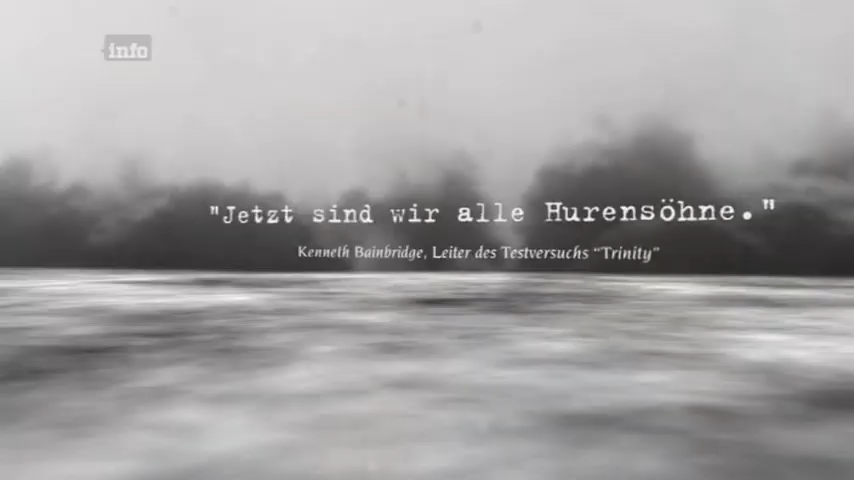 info
"Jetzt sind wir alle Hurensöhne."
Kenneth Bainbridge, Leiter des Testversuchs “Trinity”